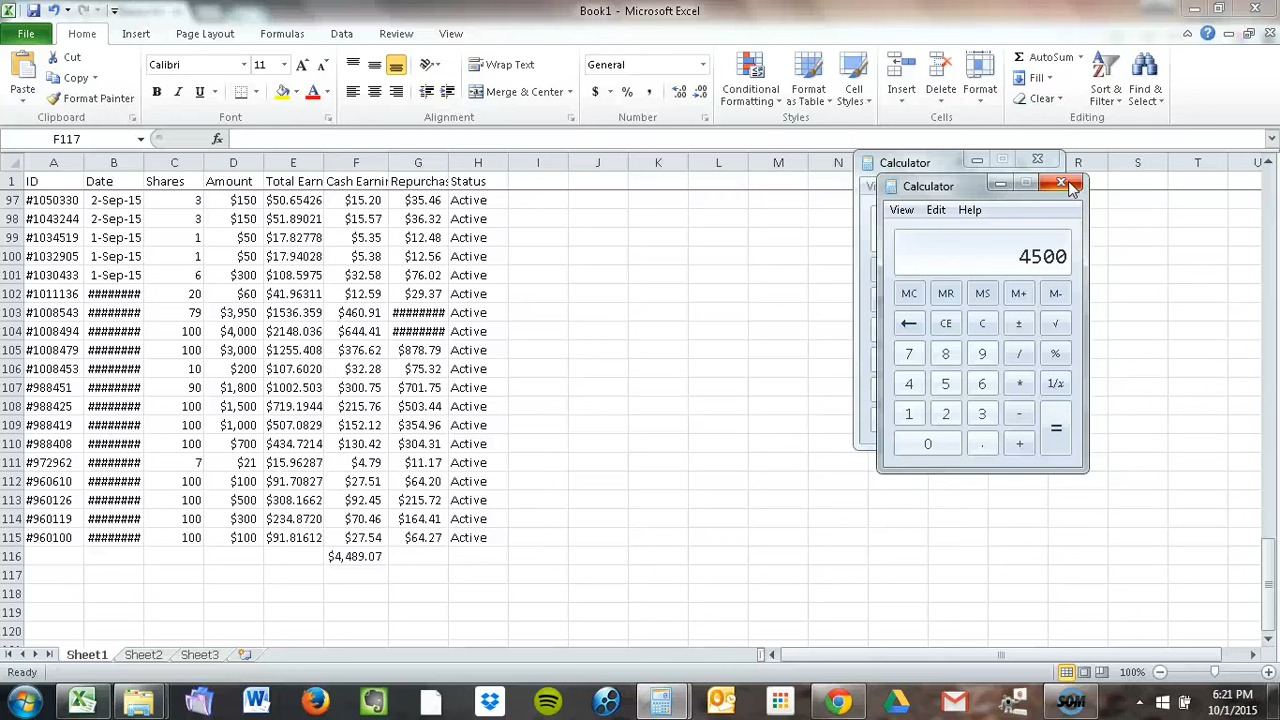 Book1 - Microsoft Excel
File Home Insert Page Layout Formulas Data Review View
Paste Cut Copy Format Painter Clipboard
Calibri 11 B I U A A A Font
Wrap Text Merge & Center Alignment
General $ % , Number
Conditional Formatting Format as Table Cell Styles Styles
Insert Delete Format Cells
Σ AutoSum Fill Clear Sort & Filter Find & Select Editing
F117 fx
A B C D E F G H I J K L M N R S T U
1 ID Date Shares Amount Total Earn Cash Earni Repurchas Status
97 #1050330 2-Sep-15 3 $150 $50.65426 $15.20 $35.46 Active
98 #1043244 2-Sep-15 3 $150 $51.89021 $15.57 $36.32 Active
99 #1034519 1-Sep-15 1 $50 $17.82778 $5.35 $12.48 Active
100 #1032905 1-Sep-15 1 $50 $17.94028 $5.38 $12.56 Active
101 #1030433 1-Sep-15 6 $300 $108.5975 $32.58 $76.02 Active
102 #1011136 ######## 20 $60 $41.96311 $12.59 $29.37 Active
103 #1008543 ######## 79 $3,950 $1536.359 $460.91 ######## Active
104 #1008494 ######## 100 $4,000 $2148.036 $644.41 ######## Active
105 #1008479 ######## 100 $3,000 $1255.408 $376.62 $878.79 Active
106 #1008453 ######## 10 $200 $107.6020 $32.28 $75.32 Active
107 #988451 ######## 90 $1,800 $1002.503 $300.75 $701.75 Active
108 #988425 ######## 100 $1,500 $719.1944 $215.76 $503.44 Active
109 #988419 ######## 100 $1,000 $507.0829 $152.12 $354.96 Active
110 #988408 ######## 100 $700 $434.7214 $130.42 $304.31 Active
111 #972962 ######## 7 $21 $15.96287 $4.79 $11.17 Active
112 #960610 ######## 100 $100 $91.70827 $27.51 $64.20 Active
113 #960126 ######## 100 $500 $308.1662 $92.45 $215.72 Active
114 #960119 ######## 100 $300 $234.8720 $70.46 $164.41 Active
115 #960100 ######## 100 $100 $91.81612 $27.54 $64.27 Active
116 $4,489.07
117
118
119
120
Calculator
Calculator
View Edit Help
4500
MC MR MS M+ M-
← CE C ± √
7 8 9 / %
4 5 6 * 1/x
1 2 3 - =
0 . +
Sheet1 Sheet2 Sheet3
Ready 100%
SOM
6:21 PM
10/1/2015